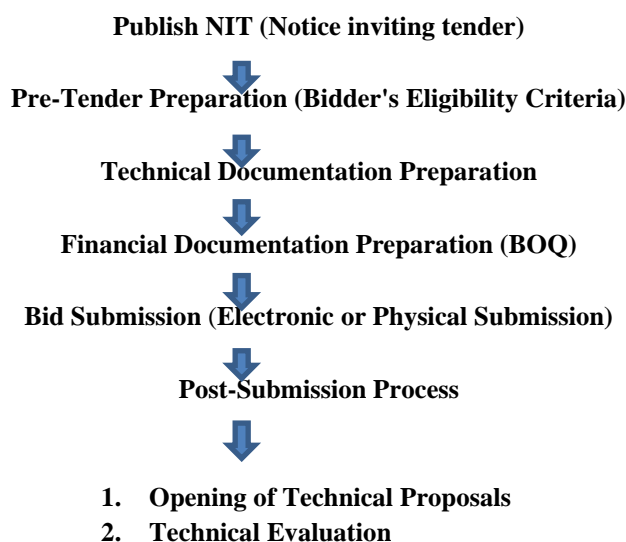 Publish NIT (Notice inviting tender)
Pre-Tender Preparation (Bidder's Eligibility Criteria)
Technical Documentation Preparation
Financial Documentation Preparation (BOQ)
Bid Submission (Electronic or Physical Submission)
Post-Submission Process
1. Opening of Technical Proposals
2. Technical Evaluation